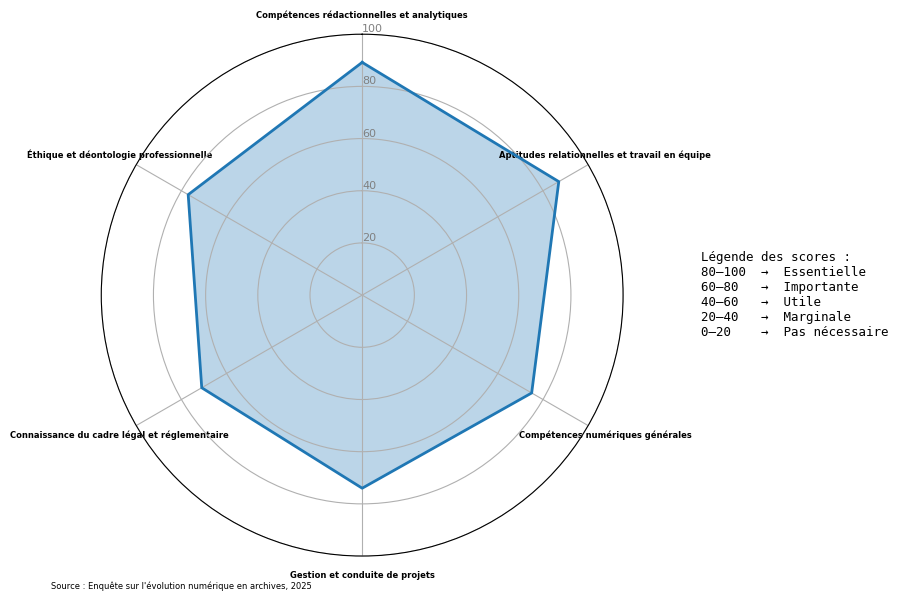 Compétences rédactionnelles et analytiques
100
80
60
40
20
Éthique et déontologie professionnelle
Aptitudes relationnelles et travail en équipe
Légende des scores :
80–100 → Essentielle
60–80 → Importante
40–60 → Utile
20–40 → Marginale
0–20 → Pas nécessaire
Connaissance du cadre légal et réglementaire
Compétences numériques générales
Gestion et conduite de projets
Source : Enquête sur l'évolution numérique en archives, 2025